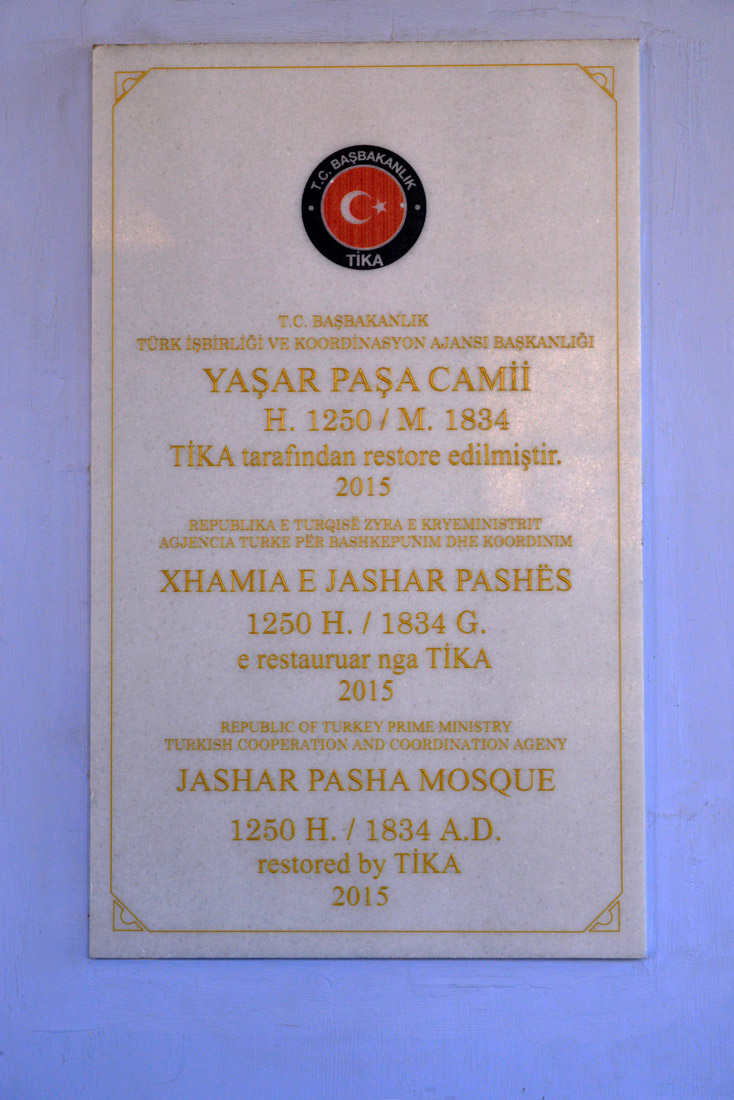 T.C. BAŞBAKANLIK
TİKA
T.C. BAŞBAKANLIK
TÜRK İŞBİRLİĞİ VE KOORDİNASYON AJANSI BAŞKANLIĞI
YAŞAR PAŞA CAMİİ
H. 1250 / M. 1834
TİKA tarafından restore edilmiştir.
2015
REPUBLIKA E TURQISË ZYRA E KRYEMINISTRIT
AGJENCIA TURKE PËR BASHKEPUNIM DHE KOORDINIM
XHAMIA E JASHAR PASHËS
1250 H. / 1834 G.
e restauruar nga TİKA
2015
REPUBLIC OF TURKEY PRIME MINISTRY
TURKISH COOPERATION AND COORDINATION AGENY
JASHAR PASHA MOSQUE
1250 H. / 1834 A.D.
restored by TİKA
2015